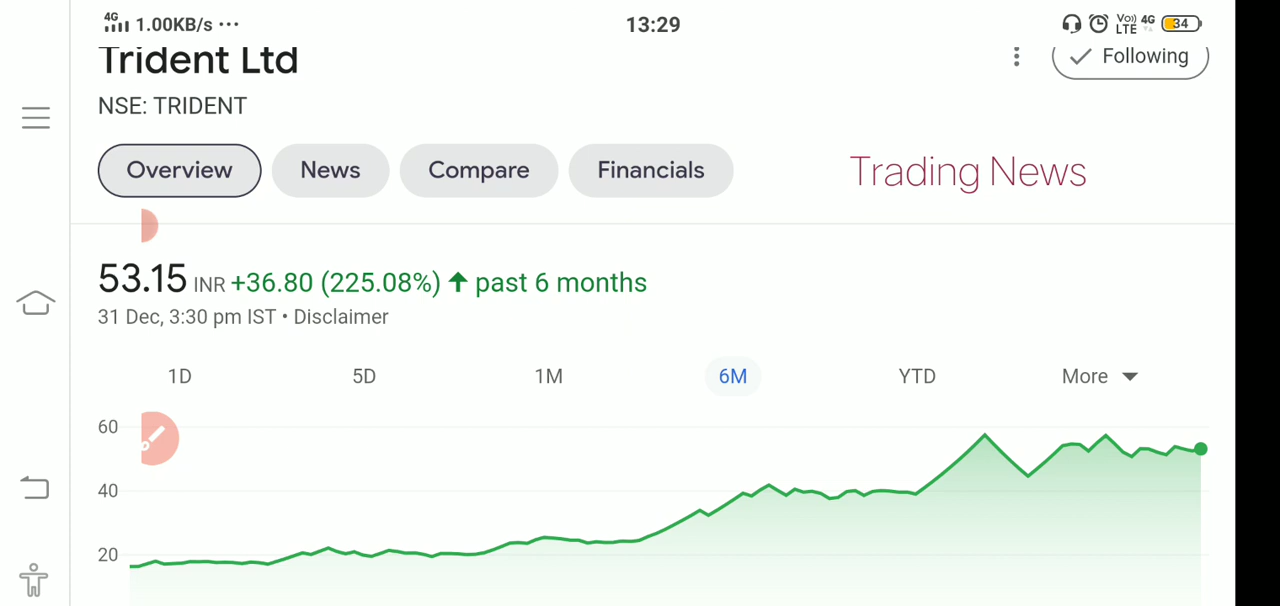 4G 1.00KB/s ... 13:29 Vo)) LTE 4G 34
Trident Ltd
Following
NSE: TRIDENT
Overview News Compare Financials
Trading News
53.15 INR +36.80 (225.08%) ↑ past 6 months
31 Dec, 3:30 pm IST • Disclaimer
1D 5D 1M 6M YTD More
60
40
20